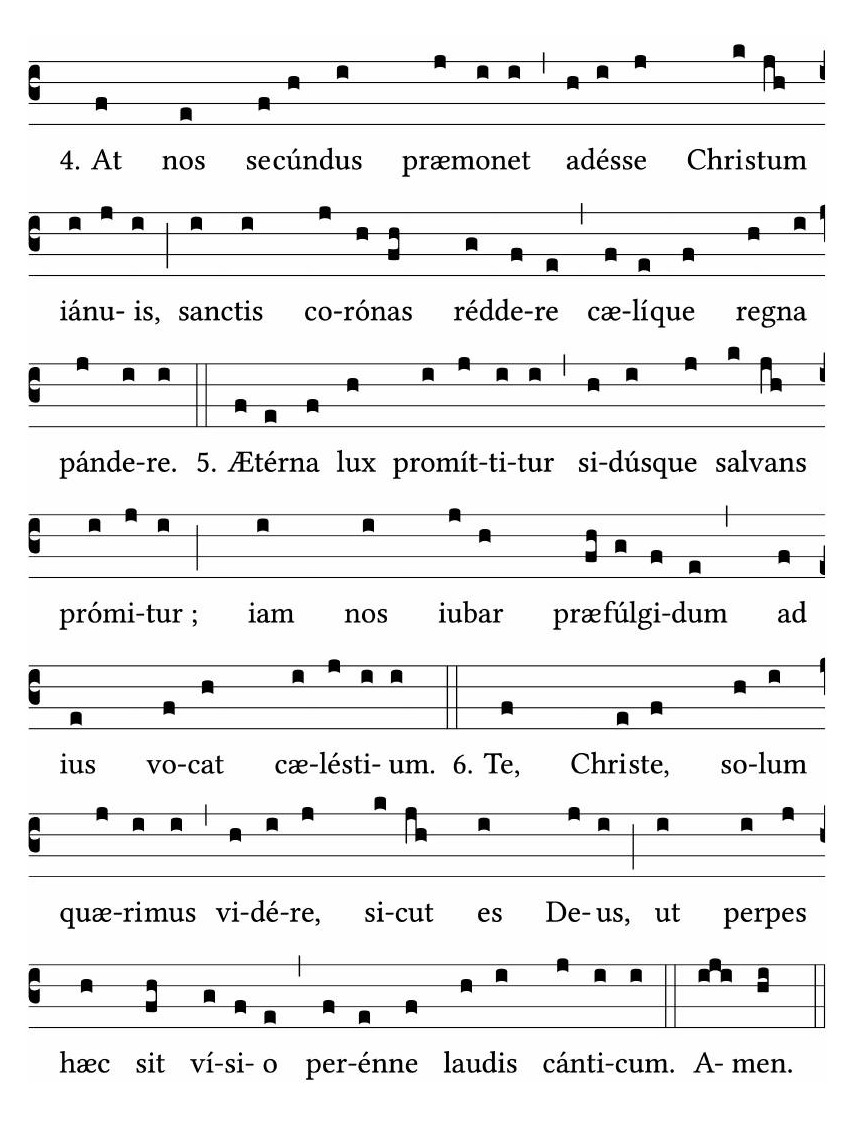 4. At nos secúndus præmonet adésse Christum
iánu- is, sanctis co-rónas rédde-re cæ-líque regna
pánde-re. 5. Ætérna lux promít-ti-tur si-dúsque salvans
prómi-tur ; iam nos iubar præfúlgi-dum ad
ius vo-cat cæ-lésti- um. 6. Te, Christe, so-lum
quæ-rimus vi-dé-re, si-cut es De- us, ut perpes
hæc sit ví-si- o per-énne laudis cánti-cum. A- men.